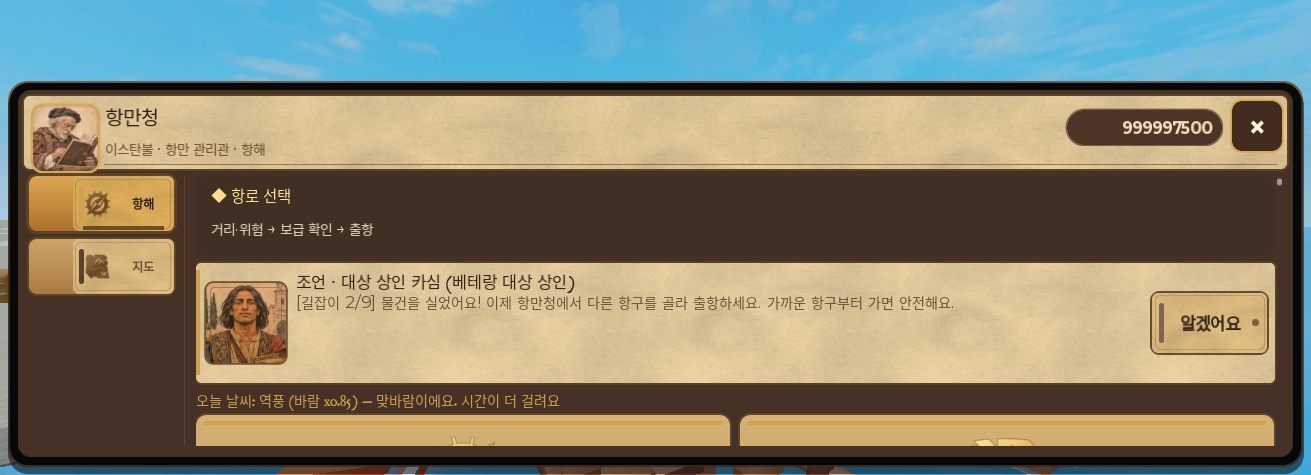 항만청
이스탄불 · 항만 관리관 · 항해
999997500
×
항해
지도
◆ 항로 선택
거리·위험 → 보급 확인 → 출항
조언 · 대상 상인 카심 (베테랑 대상 상인)
[길잡이 2/9] 물건을 실었어요! 이제 항만청에서 다른 항구를 골라 출항하세요. 가까운 항구부터 가면 안전해요.
알겠어요
오늘 날씨: 역풍 (바람 x0.85) — 맞바람이에요. 시간이 더 걸려요